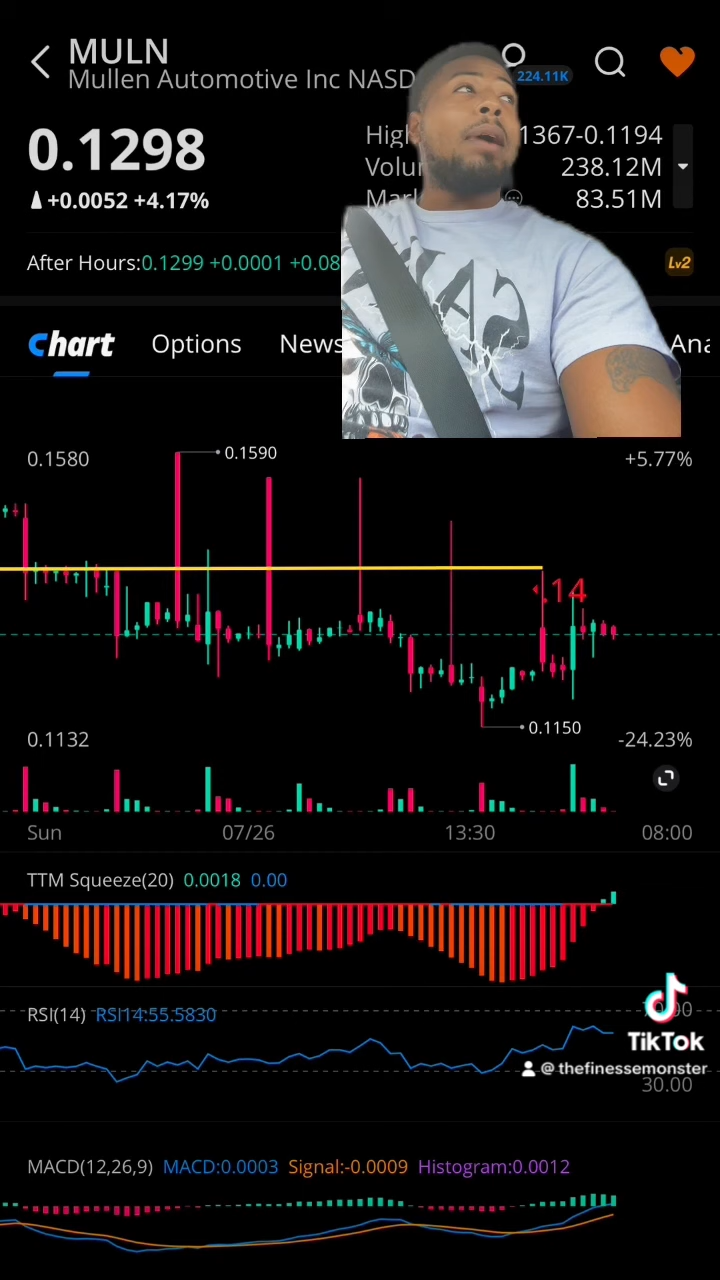 MULN
Mullen Automotive Inc NASD
224.11K
0.1298
+0.0052 +4.17%
High 1367-0.1194
238.12M
83.51M
After Hours:0.1299 +0.0001 +0.08
Lv2
Chart Options News Ana
0.1580 0.1590 +5.77%
.14
0.1150
0.1132 -24.23%
Sun 07/26 13:30 08:00
TTM Squeeze(20) 0.0018 0.00
RSI(14) RSI14:55.5830
TikTok
@thefinessemonster
30.00
MACD(12,26,9) MACD:0.0003 Signal:-0.0009 Histogram:0.0012